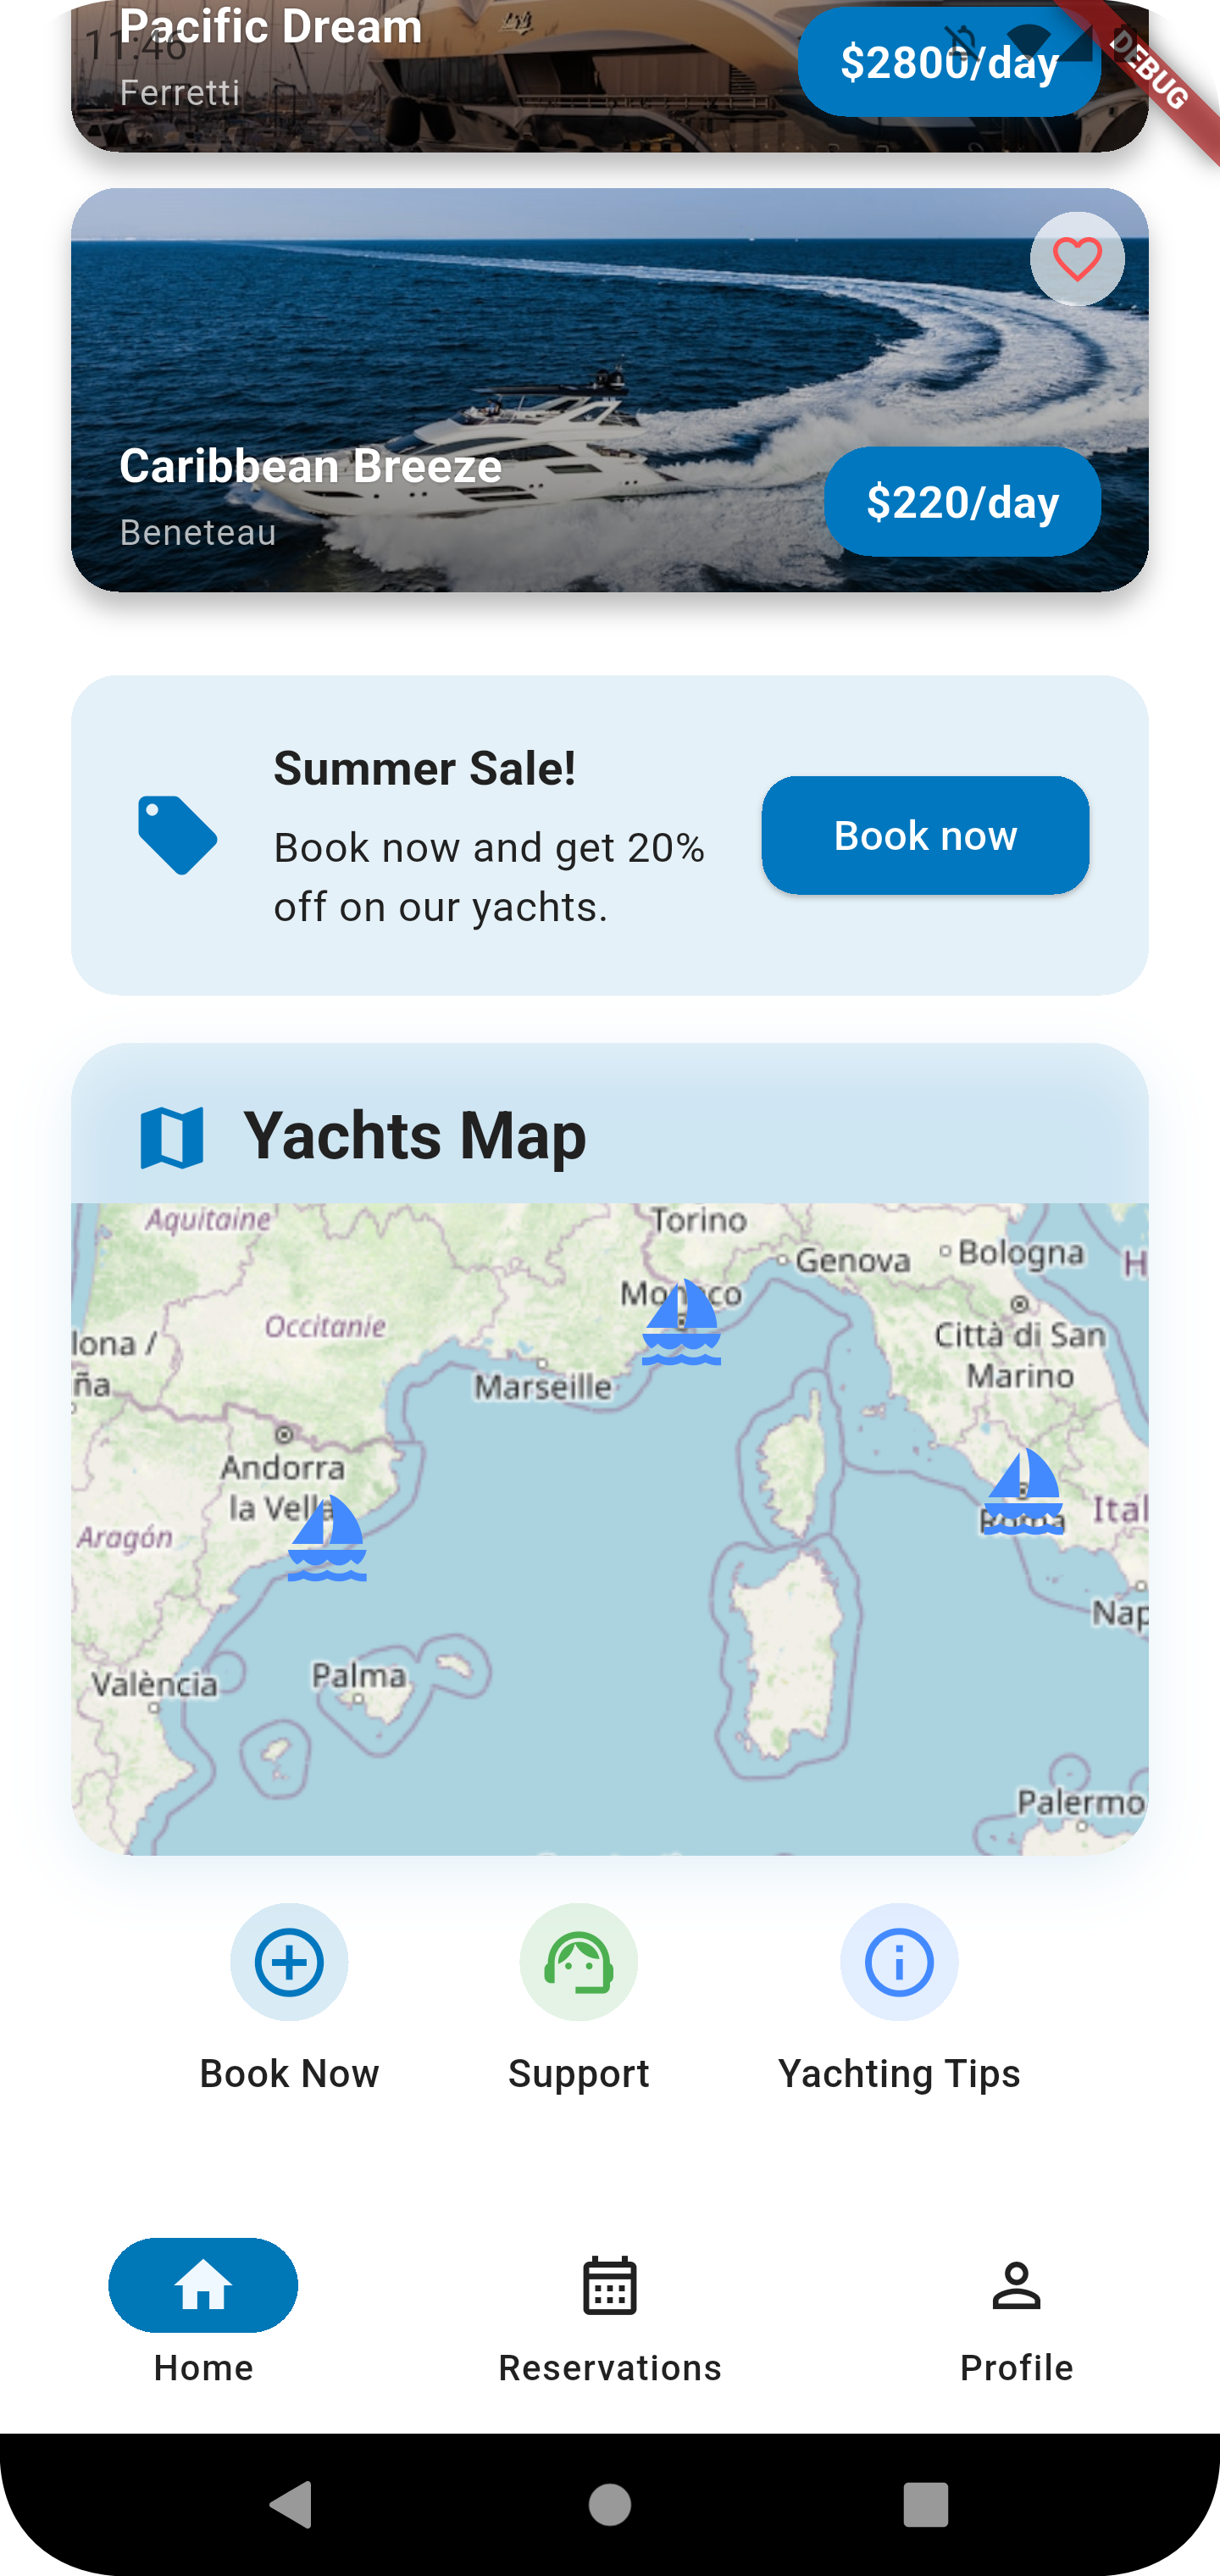 Pacific Dream
11:46
$2800/day
DEBUG
Ferretti
Caribbean Breeze
$220/day
Beneteau
Summer Sale!
Book now and get 20%
off on our yachts.
Book now
Yachts Map
Aquitaine
Torino
Genova
Bologna
H
Monaco
Occitanie
Città di San
Marino
lona /
ña
Marseille
Andorra
la Vella
Aragón
Roma
Ital
Nap
València
Palma
Palermo
Book Now
Support
Yachting Tips
Home
Reservations
Profile